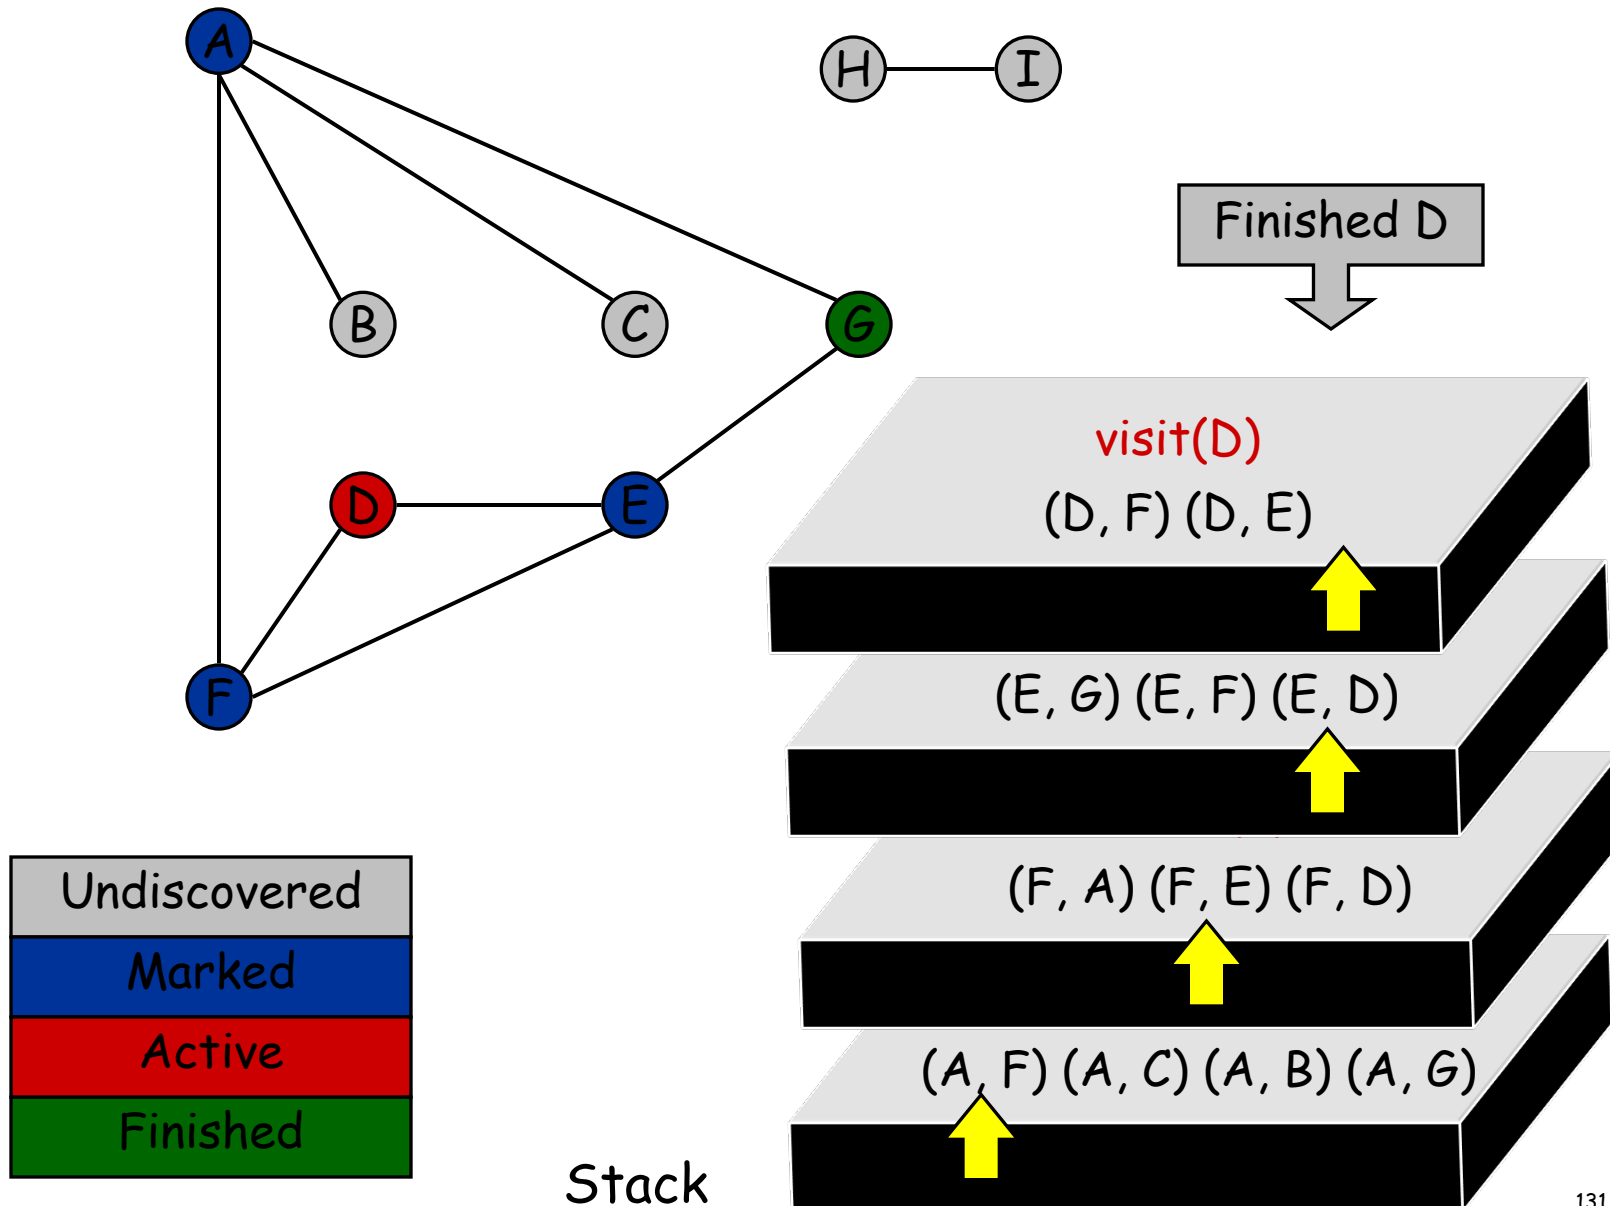 A
H
I
Finished D
B
C
G
visit(D)
D
E
(D, F) (D, E)
F
(E, G) (E, F) (E, D)
Undiscovered
(F, A) (F, E) (F, D)
Marked
Active
(A, F) (A, C) (A, B) (A, G)
Finished
Stack
131